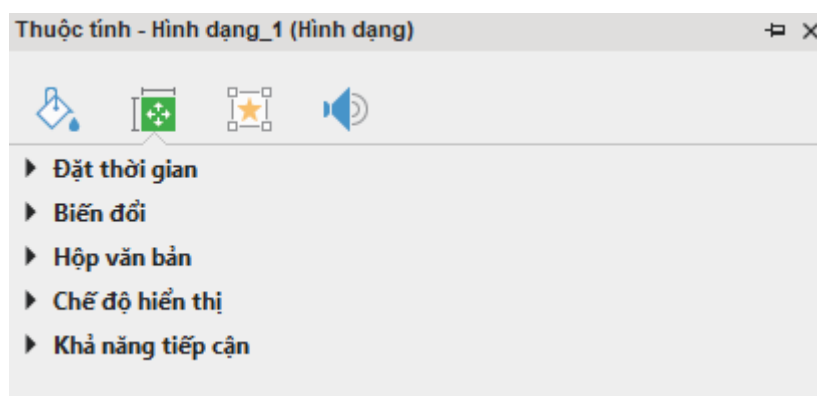 Thuộc tính - Hình dạng_1 (Hình dạng)
Đặt thời gian
Biến đổi
Hộp văn bản
Chế độ hiển thị
Khả năng tiếp cận